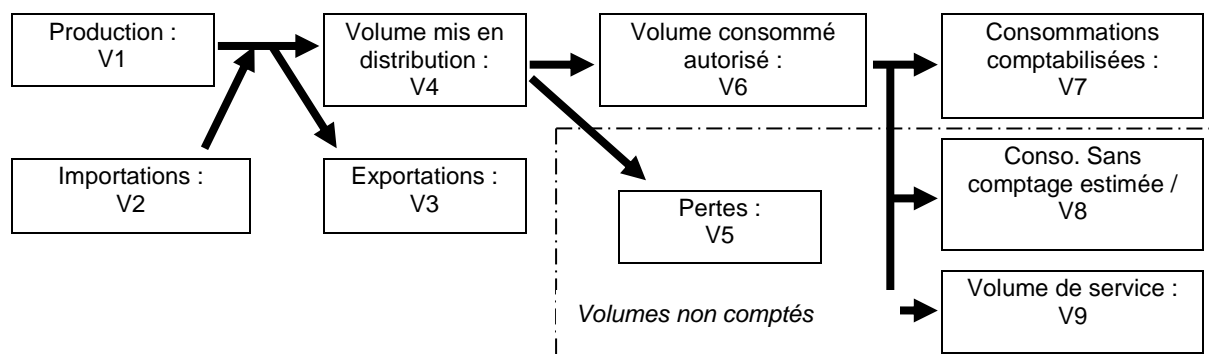 Production :
V1
Volume mis en
distribution :
V4
Volume consommé
autorisé :
V6
Consommations
comptabilisées :
V7
Importations :
V2
Exportations :
V3
Pertes :
V5
Conso. Sans
comptage estimée /
V8
Volumes non comptés
Volume de service :
V9